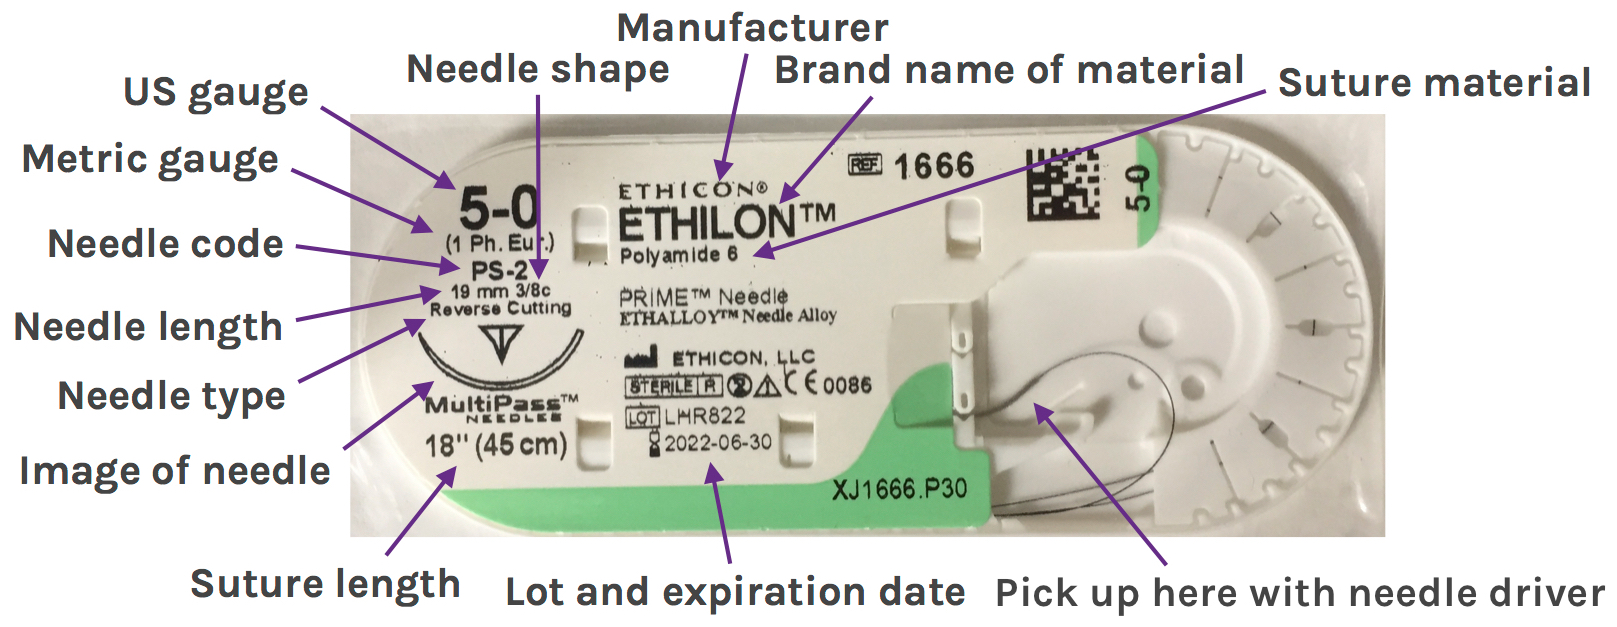 Manufacturer
Needle shape
Brand name of material
Suture material
US gauge
Metric gauge
Needle code
Needle length
Needle type
Image of needle
Suture length
Lot and expiration date
Pick up here with needle driver
5-0
(1 Ph. Eur.)
PS-2
19 mm 3/8c
Reverse Cutting
MultiPass™
NEEDLES
18" (45 cm)
ETHICON®
ETHILON™
Polyamide 6
PRIME™ Needle
ETHALLOY™ Needle Alloy
ETHICON, LLC
STERILE R 2 CE 0086
LOT LHR822
2022-06-30
REF 1666
5-0
XJ1666.P30